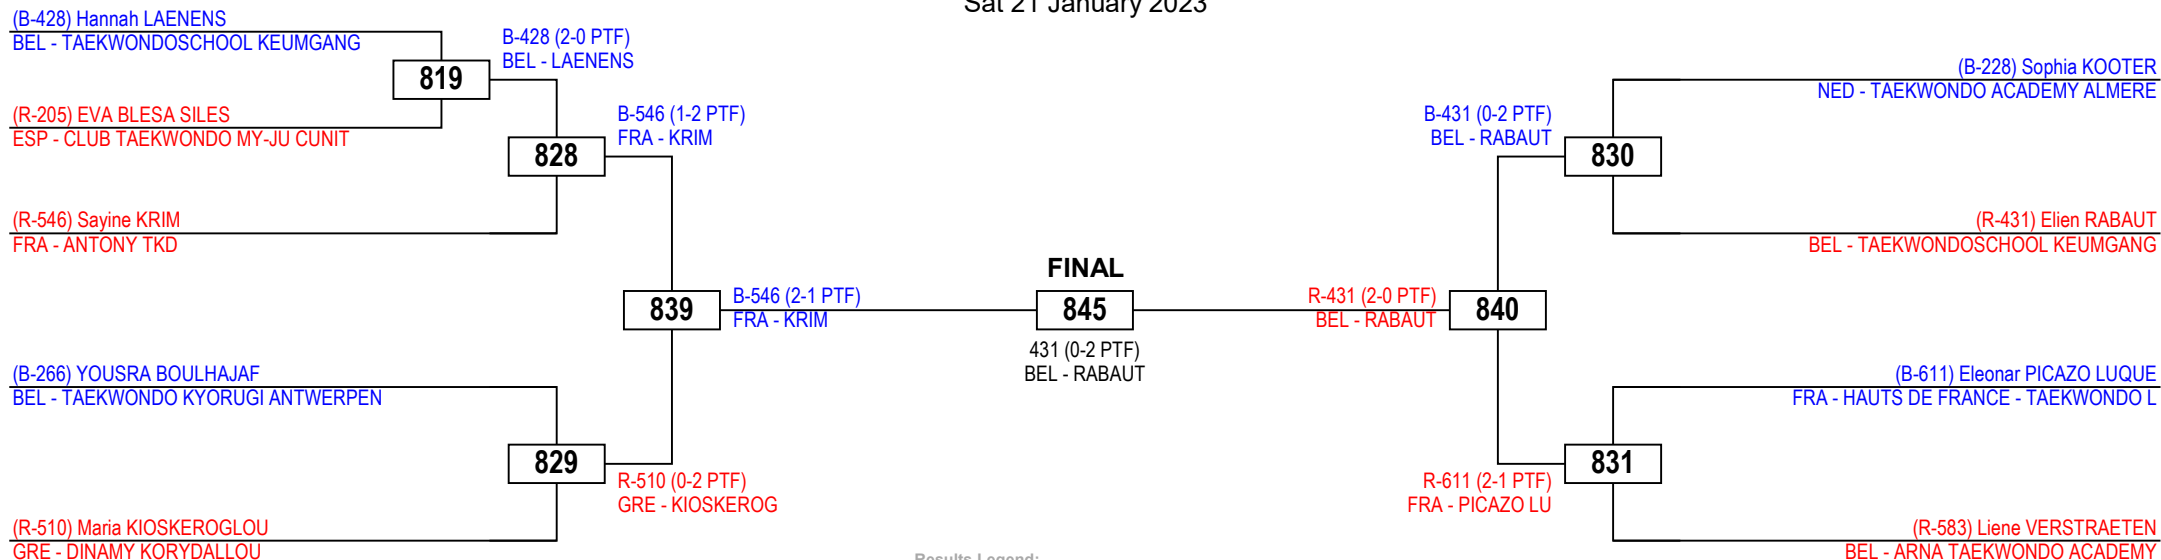 Sat 21 January 2023
(B-428) Hannah LAENENS
BEL - TAEKWONDOSCHOOL KEUMGANG
819
(R-205) EVA BLESA SILES
ESP - CLUB TAEKWONDO MY-JU CUNIT
B-428 (2-0 PTF)
BEL - LAENENS
828
(R-546) Sayine KRIM
FRA - ANTONY TKD
B-546 (1-2 PTF)
FRA - KRIM
839
(B-266) YOUSRA BOULHAJAF
BEL - TAEKWONDO KYORUGI ANTWERPEN
829
(R-510) Maria KIOSKEROGLOU
GRE - DINAMY KORYDALLOU
R-510 (0-2 PTF)
GRE - KIOSKEROG
B-546 (2-1 PTF)
FRA - KRIM
FINAL
845
431 (0-2 PTF)
BEL - RABAUT
R-431 (2-0 PTF)
BEL - RABAUT
840
B-431 (0-2 PTF)
BEL - RABAUT
830
(B-228) Sophia KOOTER
NED - TAEKWONDO ACADEMY ALMERE
(R-431) Elien RABAUT
BEL - TAEKWONDOSCHOOL KEUMGANG
(B-611) Eleonar PICAZO LUQUE
FRA - HAUTS DE FRANCE - TAEKWONDO L
831
R-611 (2-1 PTF)
FRA - PICAZO LU
(R-583) Liene VERSTRAETEN
BEL - ARNA TAEKWONDO ACADEMY
Results Legend: